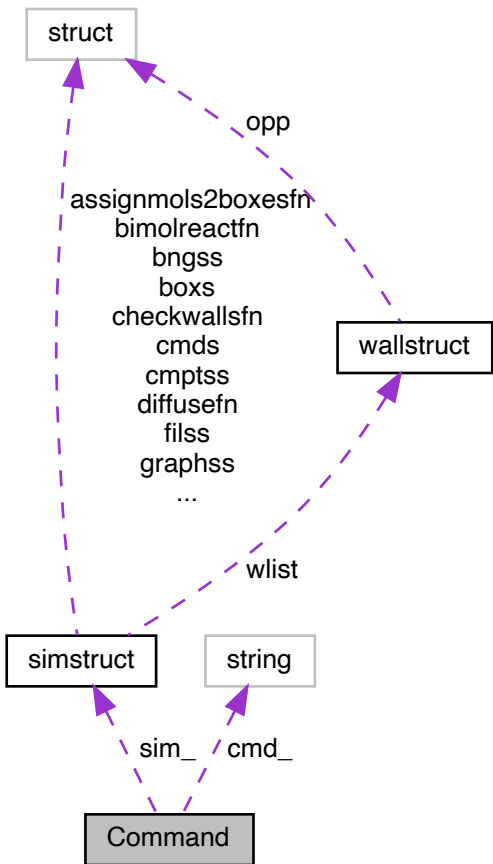 struct
opp
assignmols2boxesfn
bimolreactfn
bngss
boxs
checkwallsfn
cmds
cmptss
diffusefn
filss
graphss
...
wallstruct
wlist
simstruct
string
sim_
cmd_
Command